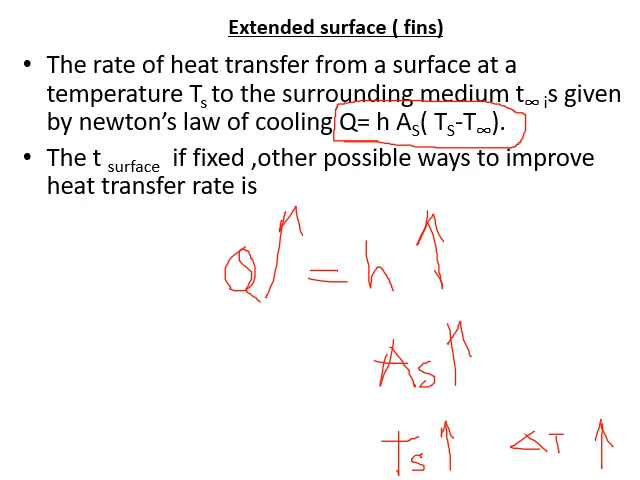 Extended surface ( fins)
• The rate of heat transfer from a surface at a
temperature Ts to the surrounding medium t∞ is given
by newton's law of cooling Q= h As( Ts-T∞).
• The t surface if fixed ,other possible ways to improve
heat transfer rate is
Q↑ = h ↑
As ↑
Ts ↑ ΔT ↑